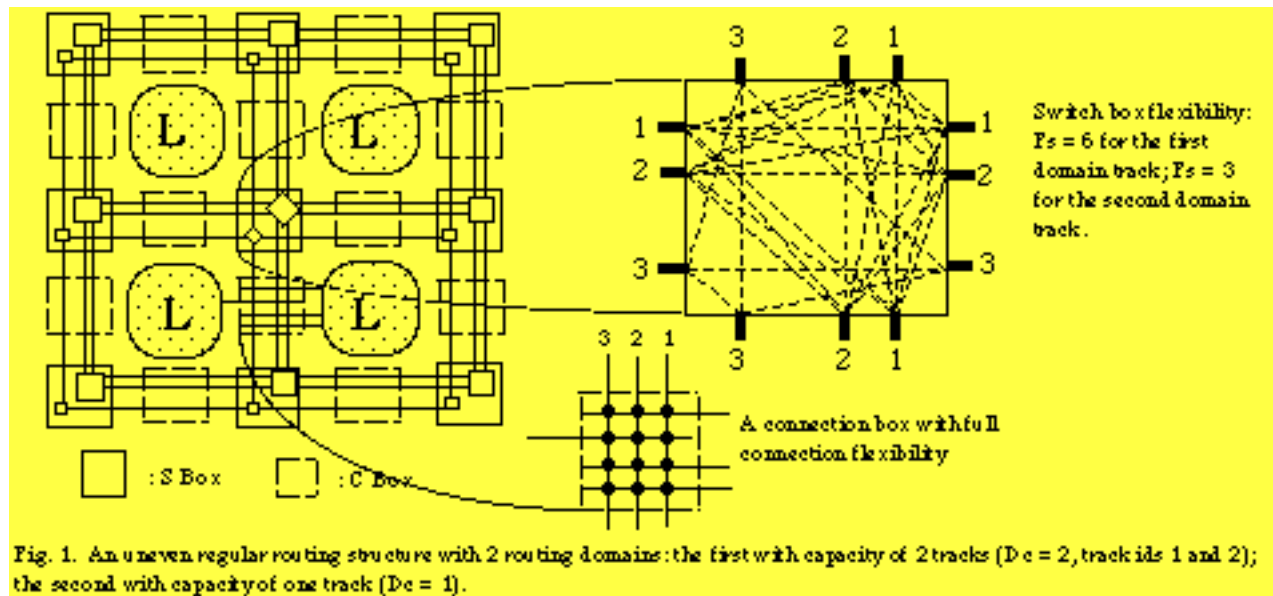 3 2 1
L L
1 1
Switch box flexibility:
Fs = 6 for the first
2 2
domain track; Fs = 3
for the second domain
track.
3 3
L L
3 2 1
3 2 1
A connection box with full
connection flexibility
: S Box : C Box
Fig. 1. An uneven regular routing structure with 2 routing domains: the first with capacity of 2 tracks (Dc = 2, track ids 1 and 2);
the second with capacity of one track (Dc = 1).